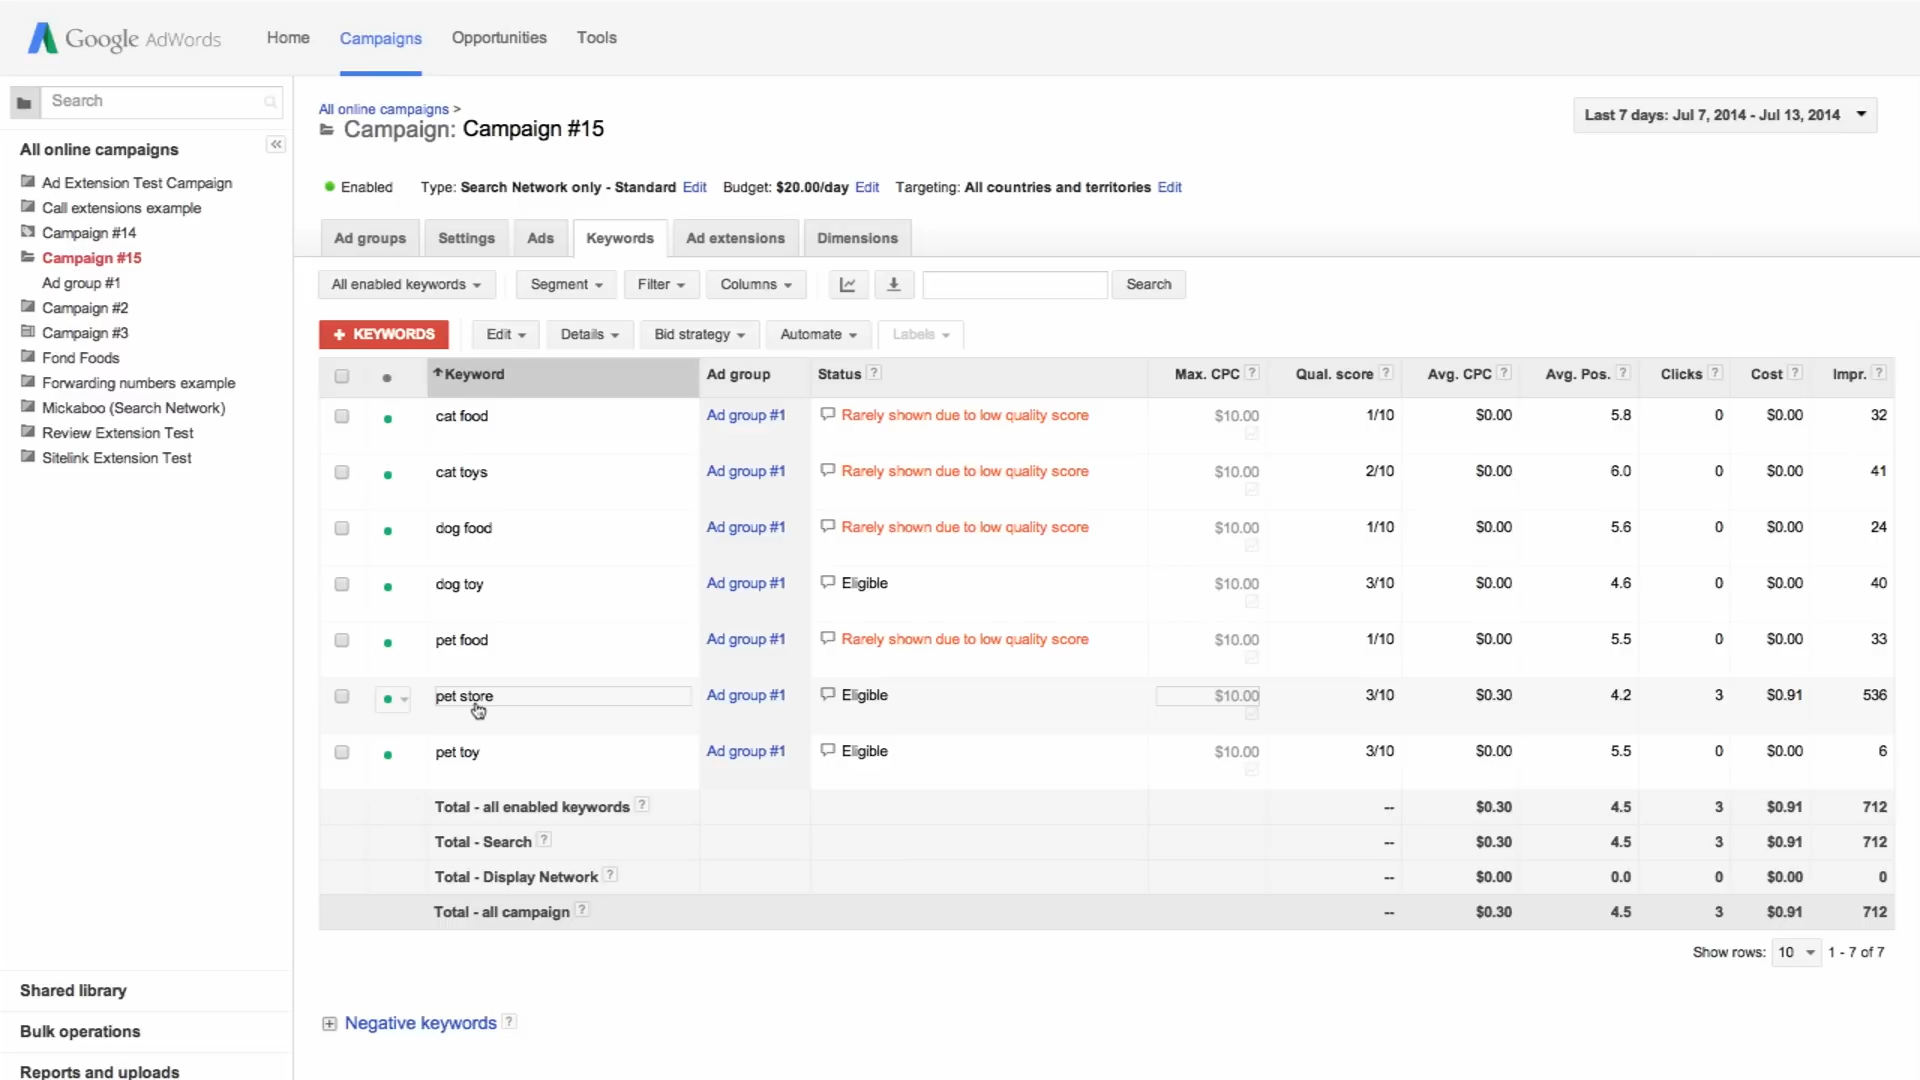 Google AdWords
Home Campaigns Opportunities Tools
Search
All online campaigns
Ad Extension Test Campaign
Call extensions example
Campaign #14
Campaign #15
Ad group #1
Campaign #2
Campaign #3
Fond Foods
Forwarding numbers example
Mickaboo (Search Network)
Review Extension Test
Sitelink Extension Test
Shared library
Bulk operations
Reports and uploads
All online campaigns >
Campaign: Campaign #15
Last 7 days: Jul 7, 2014 - Jul 13, 2014
Enabled Type: Search Network only - Standard Edit Budget: $20.00/day Edit Targeting: All countries and territories Edit
Ad groups Settings Ads Keywords Ad extensions Dimensions
All enabled keywords Segment Filter Columns Search
+ KEYWORDS Edit Details Bid strategy Automate Labels
Keyword Ad group Status ? Max. CPC ? Qual. score ? Avg. CPC ? Avg. Pos. ? Clicks ? Cost ? Impr. ?
cat food Ad group #1 Rarely shown due to low quality score $10.00 1/10 $0.00 5.8 0 $0.00 32
cat toys Ad group #1 Rarely shown due to low quality score $10.00 2/10 $0.00 6.0 0 $0.00 41
dog food Ad group #1 Rarely shown due to low quality score $10.00 1/10 $0.00 5.6 0 $0.00 24
dog toy Ad group #1 Eligible $10.00 3/10 $0.00 4.6 0 $0.00 40
pet food Ad group #1 Rarely shown due to low quality score $10.00 1/10 $0.00 5.5 0 $0.00 33
pet store Ad group #1 Eligible $10.00 3/10 $0.30 4.2 3 $0.91 536
pet toy Ad group #1 Eligible $10.00 3/10 $0.00 5.5 0 $0.00 6
Total - all enabled keywords ? -- $0.30 4.5 3 $0.91 712
Total - Search ? -- $0.30 4.5 3 $0.91 712
Total - Display Network ? -- $0.00 0.0 0 $0.00 0
Total - all campaign ? -- $0.30 4.5 3 $0.91 712
Show rows: 10 1 - 7 of 7
Negative keywords ?